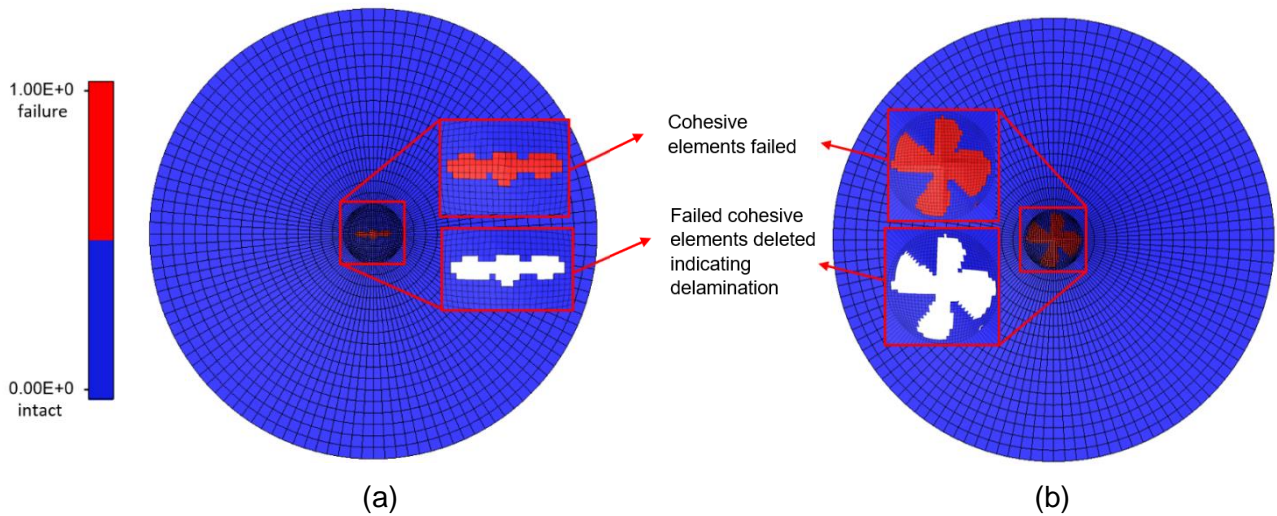 1.00E+0
failure
0.00E+0
intact
Cohesive
elements failed
Failed cohesive
elements deleted
indicating
delamination
(a)
(b)